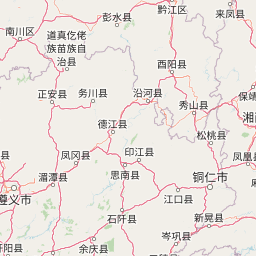 彭水县
黔江区
来凤县
南川区
道真仡佬
族苗族自
治县
酉阳县
正安县
务川县
沿河县
秀山县
保靖
湘西
松桃县
德江县
凤冈县
印江县
凤凰县
思南县
湄潭县
铜仁市
遵义市
江口县
石阡县
新晃县
岑巩县
余庆县